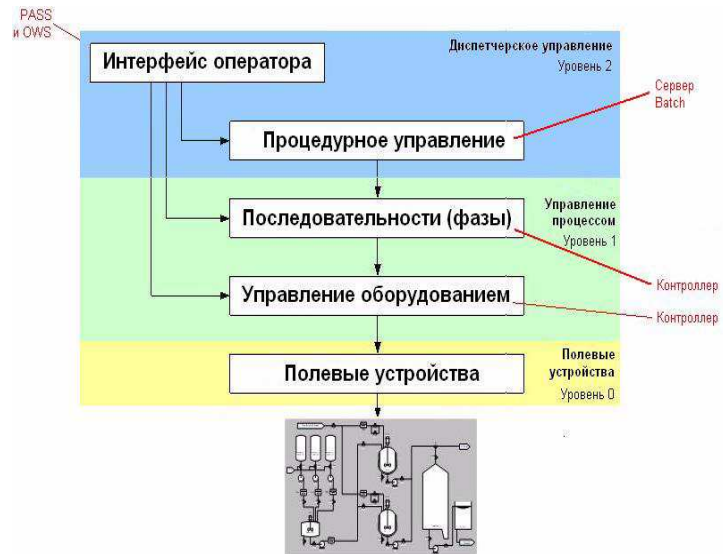 PASS
и OWS
Диспетчерское управление
Уровень 2
Интерфейс оператора
Сервер
Batch
Процедурное управление
Управление
процессом
Уровень 1
Последовательности (фазы)
Контроллер
Управление оборудованием
Контроллер
Полевые
устройства
Уровень 0
Полевые устройства